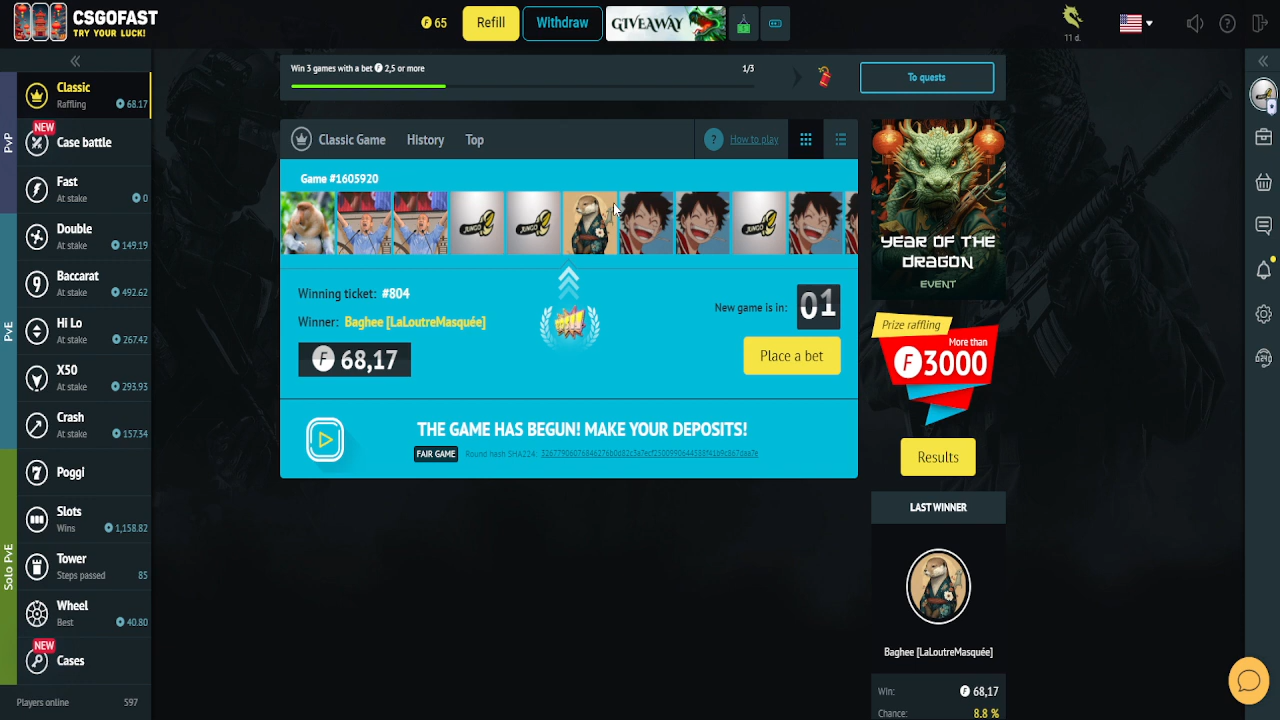 CSGOFAST
TRY YOUR LUCK!
F 65
Refill
Withdraw
GIVEAWAY
11 d.
Win 3 games with a bet F 2,5 or more
1/3
To quests
PvP
Classic
Raffling
68.17
NEW
Case battle
Fast
At stake
0
PvE
Double
At stake
149.19
Baccarat
At stake
492.62
Hi Lo
At stake
267.42
X50
At stake
293.93
Crash
At stake
157.34
Solo PvE
Poggi
Slots
Wins
1,158.82
Tower
Steps passed
85
Wheel
Best
40.80
NEW
Cases
Players online
597
Classic Game
History
Top
?
How to play
Game #1605920
JUNGO
JUNGO
JUNGO
Winning ticket: #804
Winner: Baghee [LaLoutreMasquée]
F 68,17
New game is in:
01
Place a bet
THE GAME HAS BEGUN! MAKE YOUR DEPOSITS!
FAIR GAME
Round hash SHA224:
YEAR OF THE
DRAGON
EVENT
Prize raffling
More than
F 3000
Results
LAST WINNER
Baghee [LaLoutreMasquée]
Win:
F 68,17
Chance:
8.8 %